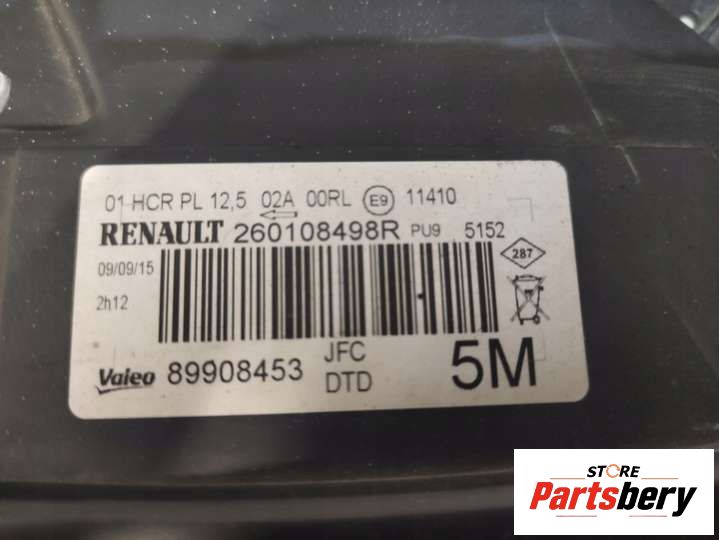 01 HCR PL 12,5 02A 00RL E9 11410
RENAULT 260108498R PU9 5152
09/09/15
287
2h12
Valeo 89908453 JFC
DTD
5M
STORE
Partsbery